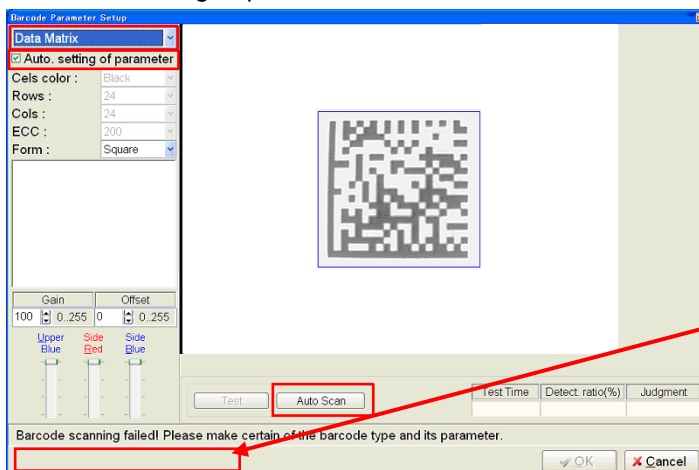 Barcode Parameter Setup
Data Matrix
Auto. setting of parameter
Cels color : Black
Rows : 24
Cols : 24
ECC : 200
Form : Square
Gain Offset
100 0..255 0 0..255
Upper Blue Side Red Side Blue
Test Auto Scan Test Time Detect. ratio(%) Judgment
Barcode scanning failed! Please make certain of the barcode type and its parameter.
OK Cancel